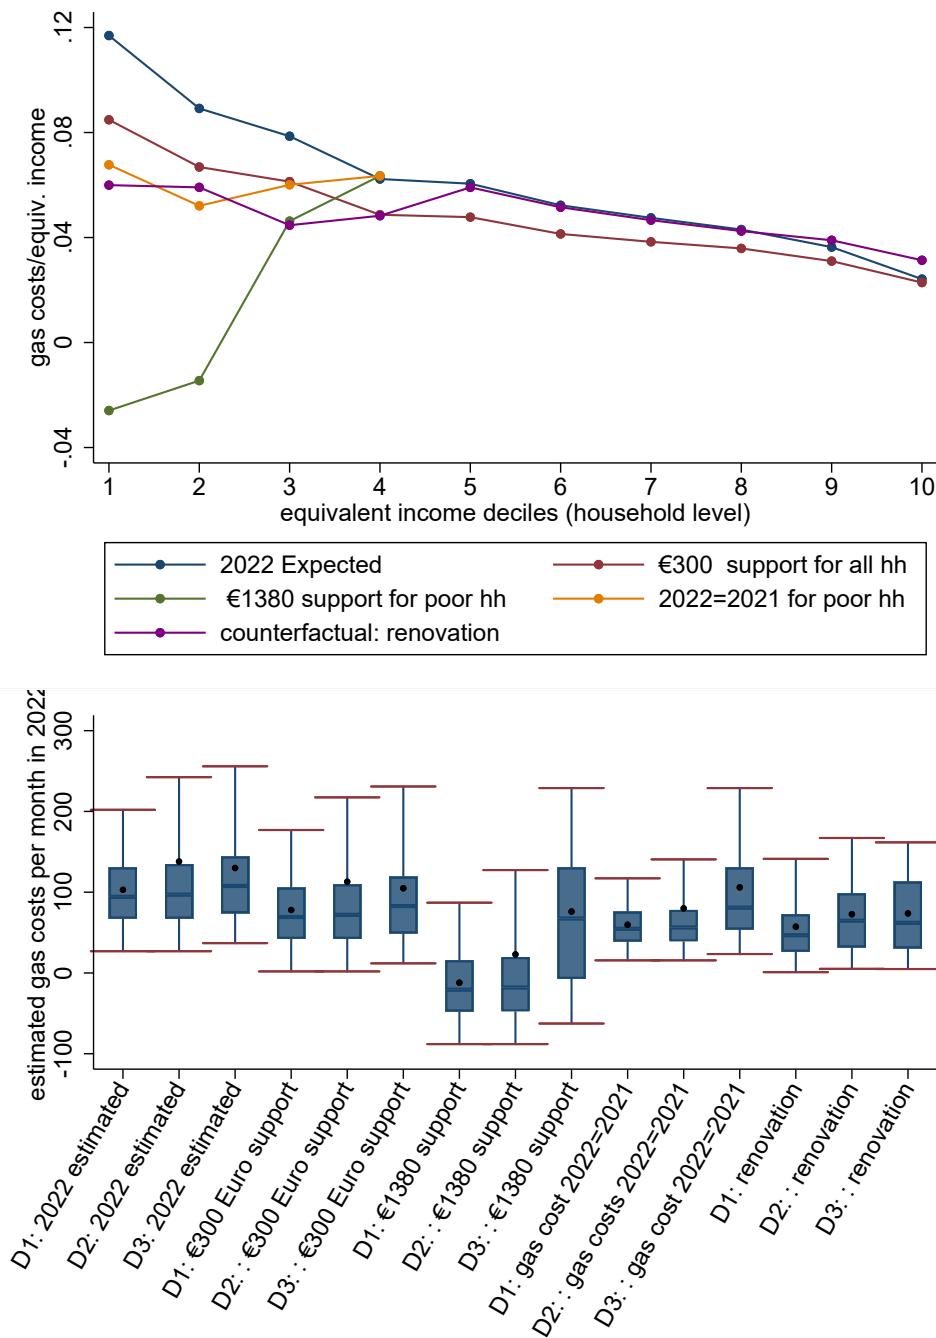 gas costs/equiv. income
.12
.08
.04
0
-.04
1 2 3 4 5 6 7 8 9 10
equivalent income deciles (household level)
2022 Expected
€300 support for all hh
€1380 support for poor hh
2022=2021 for poor hh
counterfactual: renovation
estimated gas costs per month in 2022
300
200
100
0
-100
D1: 2022 estimated
D2: 2022 estimated
D3: 2022 estimated
D1: €300 Euro support
D2: : €300 Euro support
D3: : €300 Euro support
D1: €1380 support
D2: : €1380 support
D3: : €1380 support
D1: gas cost 2022=2021
D2: : gas costs 2022=2021
D3: : gas cost 2022=2021
D1: renovation
D2: : renovation
D3: : renovation